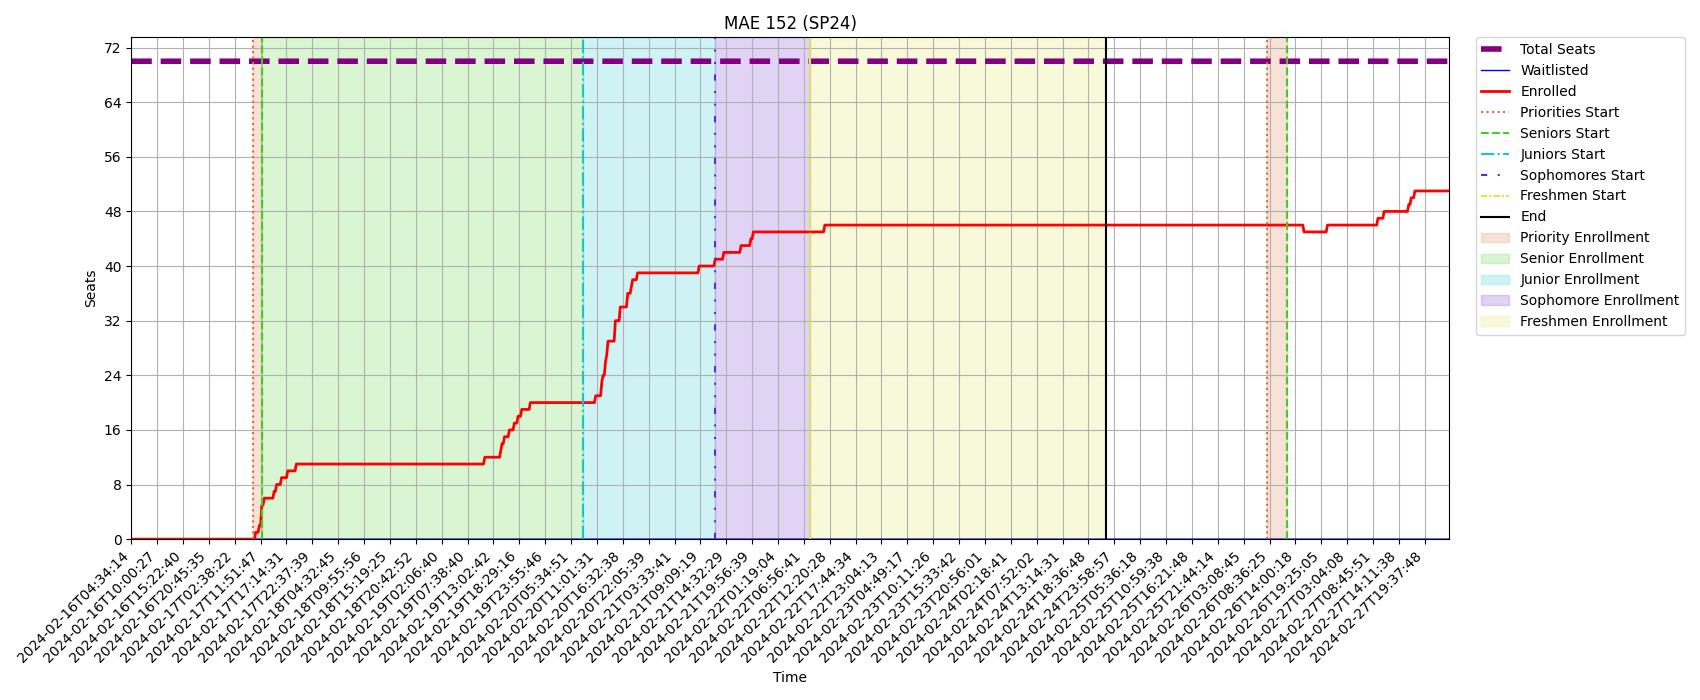 MAE 152 (SP24)
72
64
56
48
40
32
24
16
8
0
Seats
2024-02-16T04:34:14
2024-02-16T10:00:27
2024-02-16T15:22:40
2024-02-16T20:45:35
2024-02-17T02:38:22
2024-02-17T11:51:47
2024-02-17T17:14:31
2024-02-17T22:37:39
2024-02-18T04:32:45
2024-02-18T09:55:56
2024-02-18T15:19:25
2024-02-18T20:42:52
2024-02-19T02:06:40
2024-02-19T07:38:40
2024-02-19T13:02:42
2024-02-19T18:29:16
2024-02-19T23:55:46
2024-02-20T05:34:51
2024-02-20T11:01:31
2024-02-20T16:32:38
2024-02-20T22:05:39
2024-02-21T03:33:41
2024-02-21T09:09:19
2024-02-21T14:32:29
2024-02-21T19:56:39
2024-02-22T01:19:04
2024-02-22T06:56:41
2024-02-22T12:20:28
2024-02-22T17:44:34
2024-02-22T23:04:13
2024-02-23T04:49:17
2024-02-23T10:11:26
2024-02-23T15:33:42
2024-02-23T20:56:01
2024-02-24T02:18:41
2024-02-24T07:52:02
2024-02-24T13:14:31
2024-02-24T18:36:48
2024-02-24T23:58:57
2024-02-25T05:36:18
2024-02-25T10:59:38
2024-02-25T16:21:48
2024-02-25T21:44:14
2024-02-26T03:08:45
2024-02-26T08:36:25
2024-02-26T14:00:18
2024-02-26T19:25:05
2024-02-27T03:04:08
2024-02-27T08:45:51
2024-02-27T14:11:38
2024-02-27T19:37:48
Time
Total Seats
Waitlisted
Enrolled
Priorities Start
Seniors Start
Juniors Start
Sophomores Start
Freshmen Start
End
Priority Enrollment
Senior Enrollment
Junior Enrollment
Sophomore Enrollment
Freshmen Enrollment